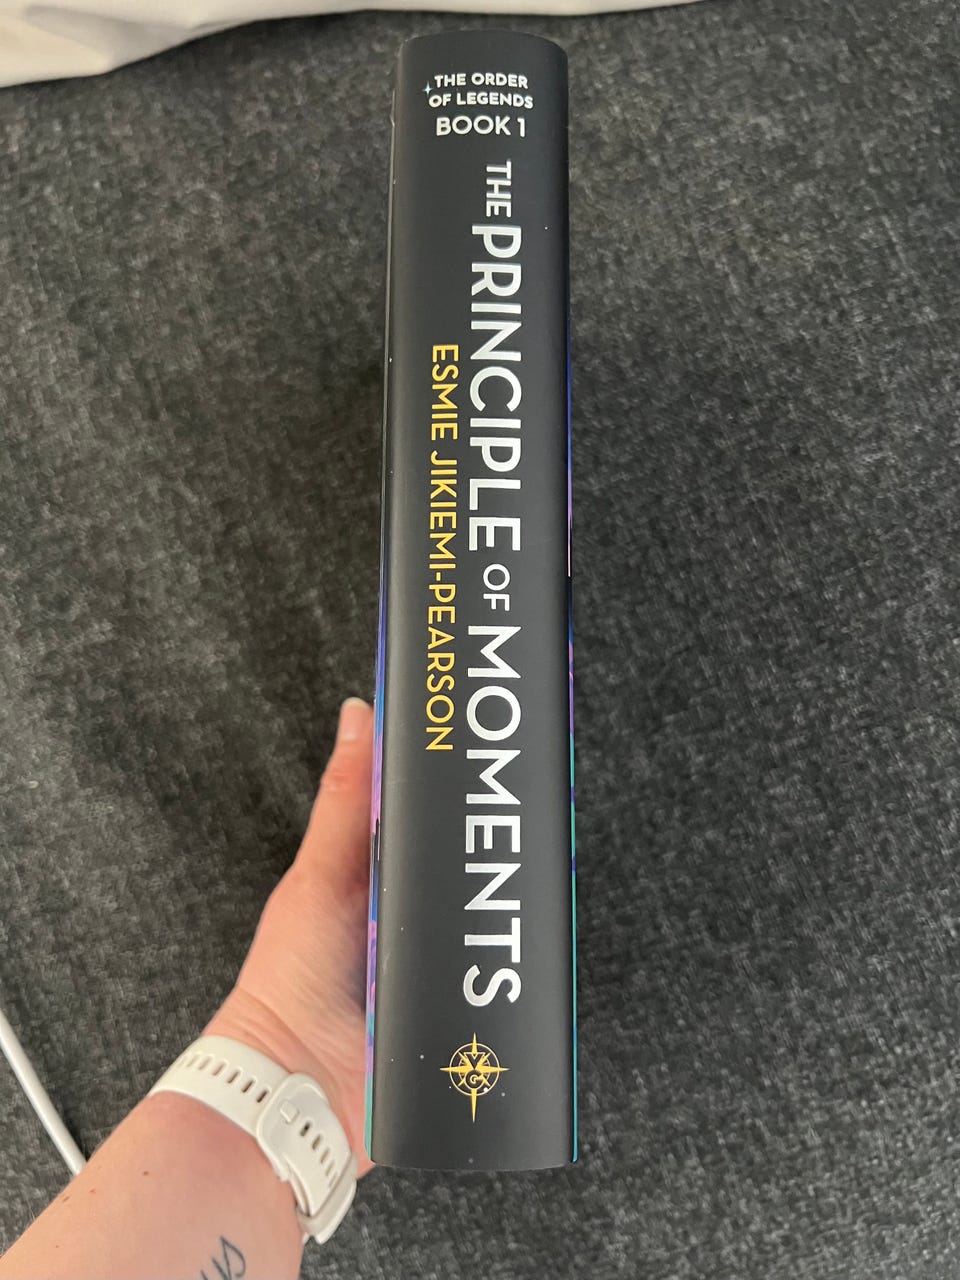 THE ORDER
OF LEGENDS
BOOK 1
THE PRINCIPLE OF MOMENTS
ESMIE JIKIEMI-PEARSON